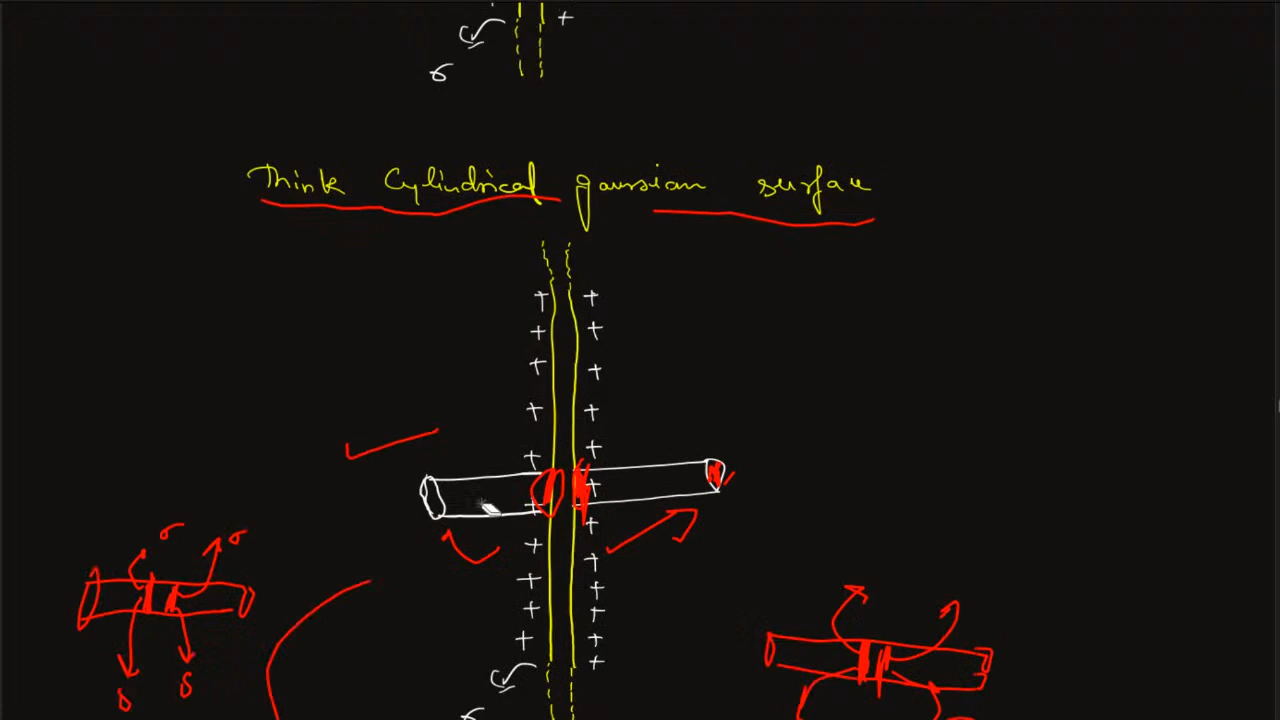 +
σ
Think Cylindrical gaussian surface
+ +
+ +
+ +
+ +
+ +
+ +
+ +
+ +
+ +
+ +
+ +
+
σ σ
s s
σ